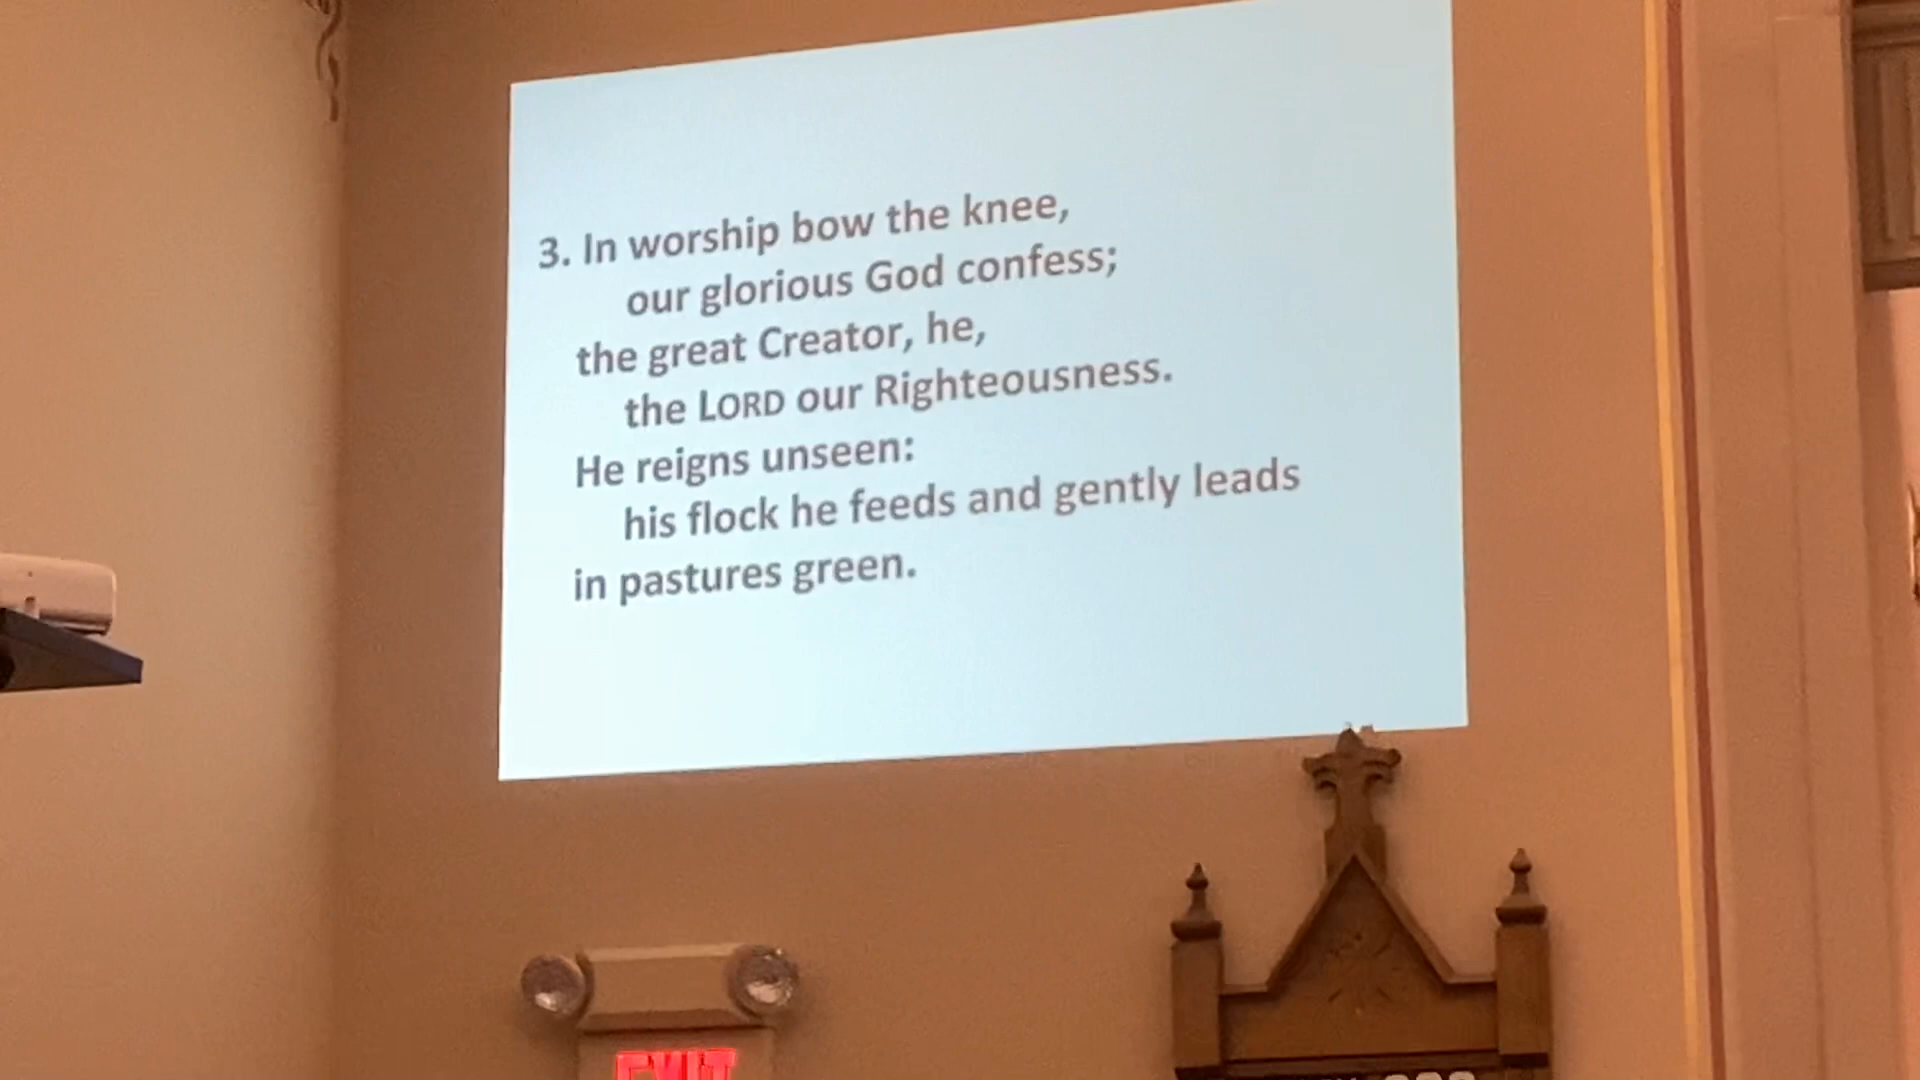 3. In worship bow the knee,
our glorious God confess;
the great Creator, he,
the LORD our Righteousness.
He reigns unseen:
his flock he feeds and gently leads
in pastures green.
EXIT